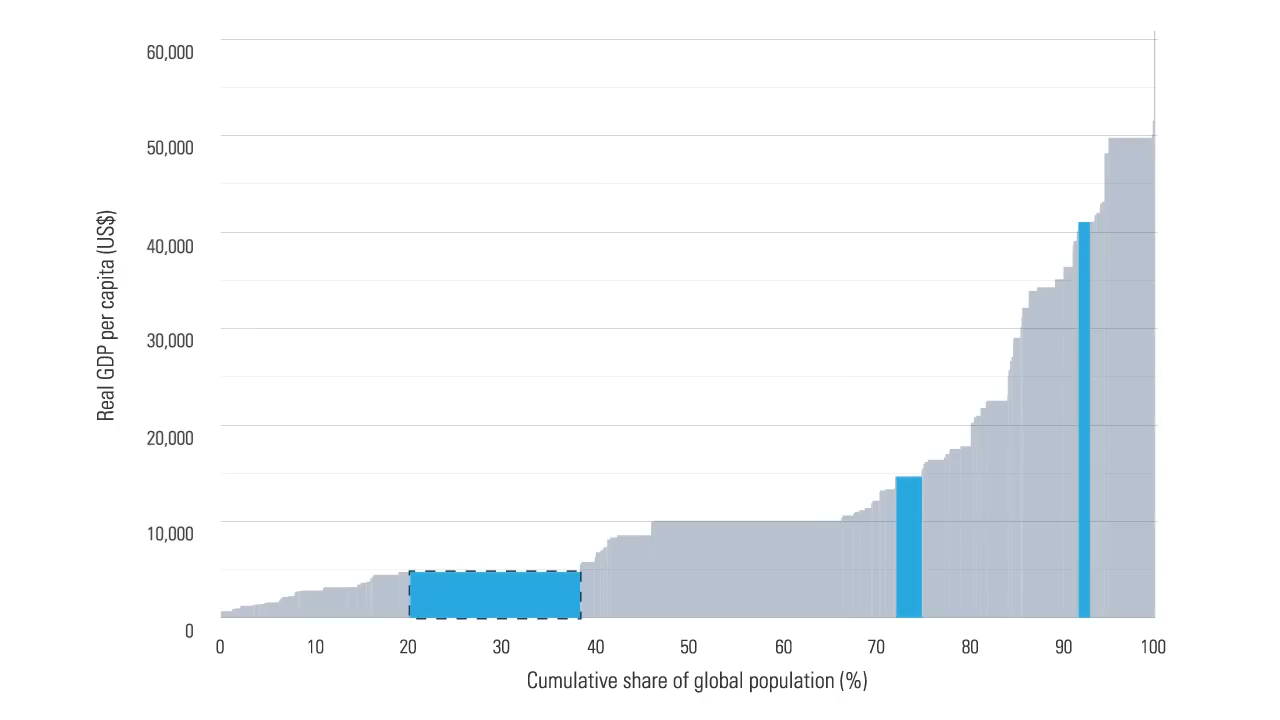 60,000
50,000
40,000
30,000
20,000
10,000
0
Real GDP per capita (US$)
0 10 20 30 40 50 60 70 80 90 100
Cumulative share of global population (%)